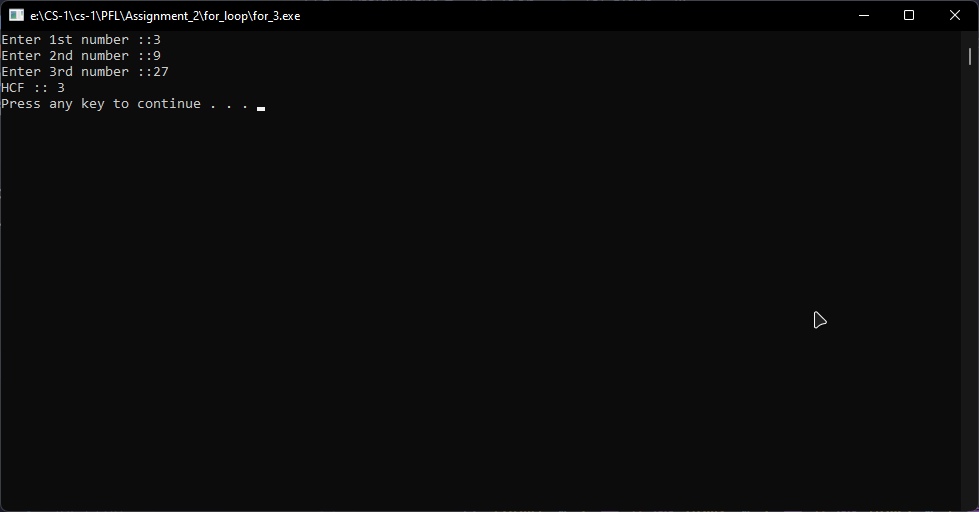 e:\CS-1\cs-1\PFL\Assignment_2\for_loop\for_3.exe
Enter 1st number ::3
Enter 2nd number ::9
Enter 3rd number ::27
HCF :: 3
Press any key to continue . . .